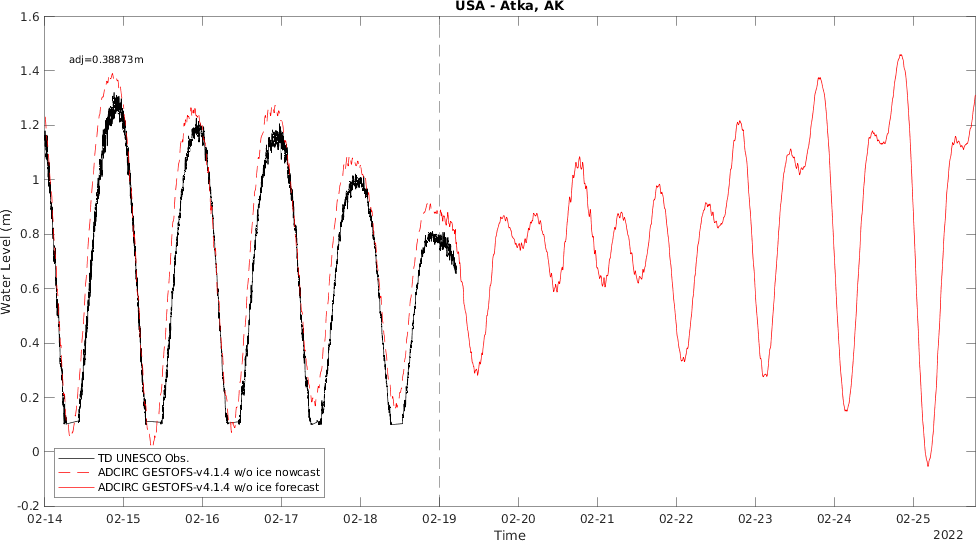 USA - Atka, AK
1.6
1.4
1.2
1
0.8
0.6
0.4
0.2
0
-0.2
Water Level (m)
adj=0.38873m
TD UNESCO Obs.
ADCIRC GESTOFS-v4.1.4 w/o ice nowcast
ADCIRC GESTOFS-v4.1.4 w/o ice forecast
02-14 02-15 02-16 02-17 02-18 02-19 02-20 02-21 02-22 02-23 02-24 02-25
Time
2022